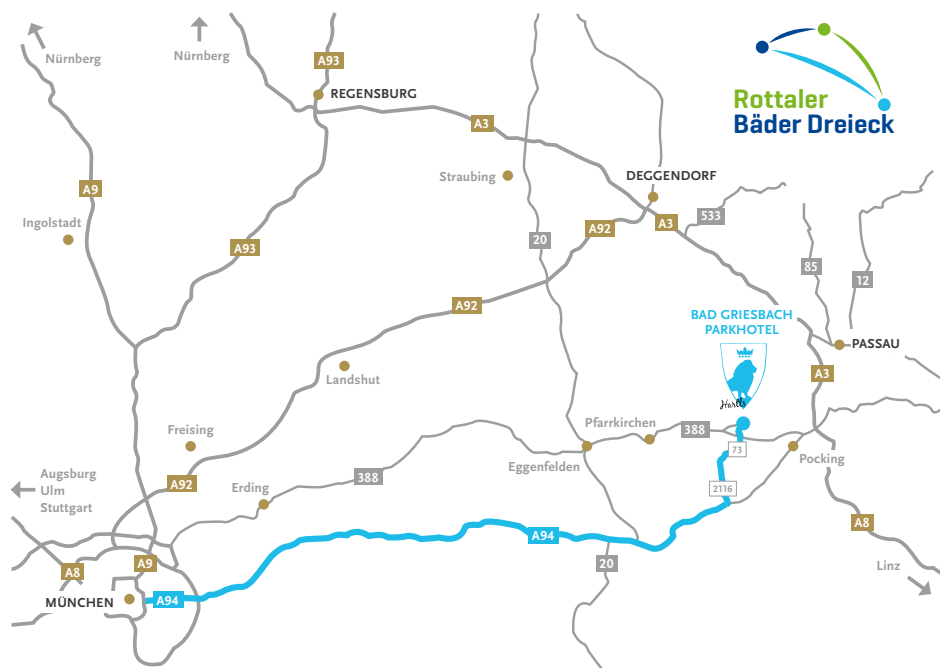 Nürnberg
Nürnberg
A93
REGENSBURG
Rottaler
Bäder Dreieck
A3
Straubing
DEGGENDORF
A9
Ingolstadt
A93
20
A92
A3
533
85
12
A92
BAD GRIESBACH
PARKHOTEL
PASSAU
Landshut
A3
Hartl's
Freising
Pfarrkirchen
388
73
Eggenfelden
Pocking
Augsburg
Ulm
Stuttgart
A92
Erding
388
2116
A94
A8
A8
A9
20
Linz
MÜNCHEN
A94